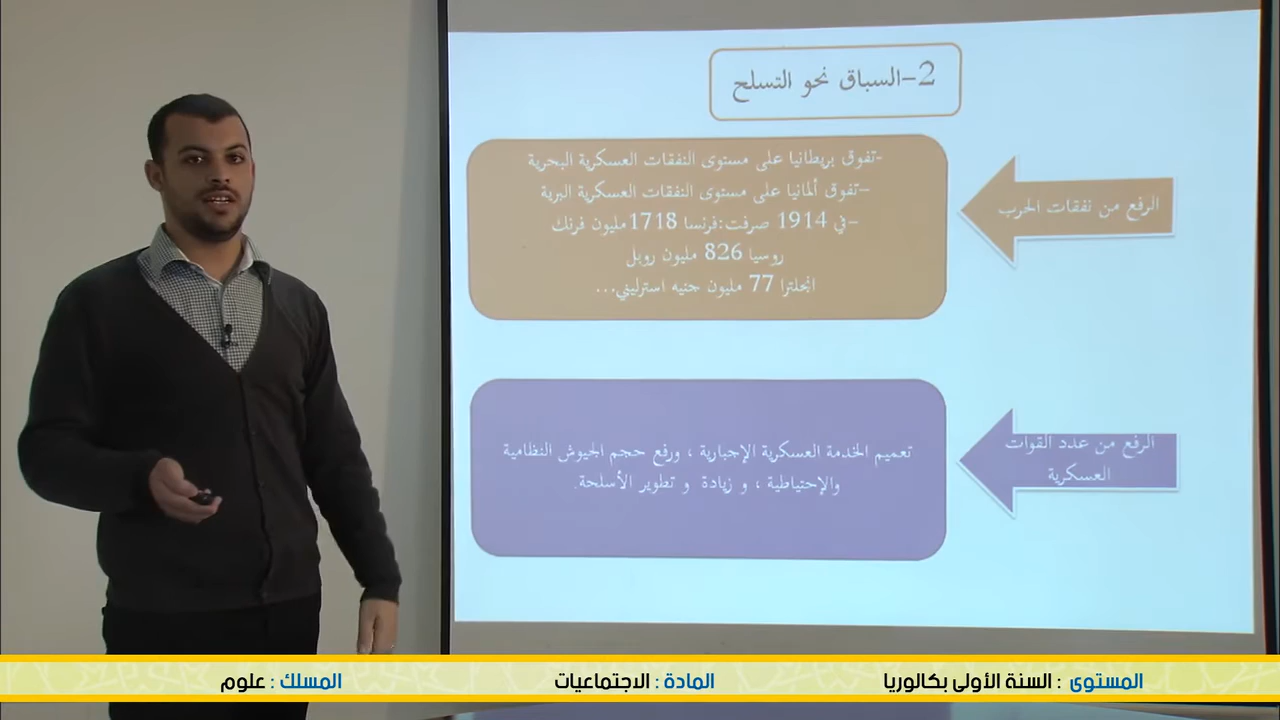 2-السباق نحو التسلح
الرفع من نفقات الحرب
-تفوق بريطانيا على مستوى النفقات العسكرية البحرية
-تفوق ألمانيا على مستوى النفقات العسكرية البرية
-في 1914 صرفت:فرنسا 1718مليون فرنك
روسيا 826 مليون روبل
انجلترا 77 مليون جنيه استرليني...
الرفع من عدد القوات
العسكرية
تعميم الخدمة العسكرية الإجبارية ، ورفع حجم الجيوش النظامية
والإحتياطية ، و زيادة و تطوير الأسلحة.
المستوى : السنة الأولى بكالوريا
المادة : الاجتماعيات
المسلك : علوم